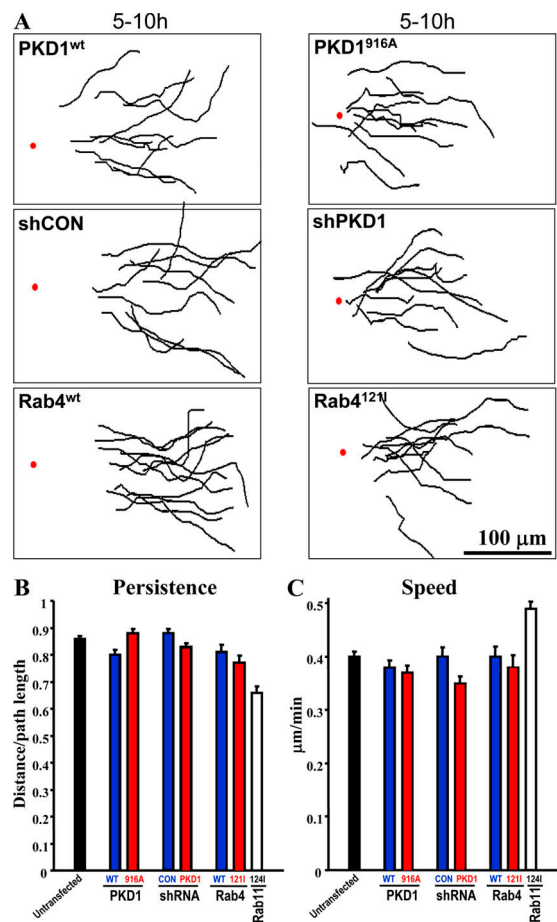 A
5-10h
5-10h
PKD1wt
PKD1916A
shCON
shPKD1
Rab4wt
Rab4121I
100 µm
B
Persistence
Distance/path length
1
0.9
0.8
0.7
0.6
0.5
0.4
0.3
0.2
0.1
0
Untransfected
WT 916A
PKD1
CON PKD1
shRNA
WT 121I
Rab4
124I
Rab11
C
Speed
µm/min
0.5
0.4
0.3
0.2
0.1
0
Untransfected
WT 916A
PKD1
CON PKD1
shRNA
WT 121I
Rab4
124I
Rab11